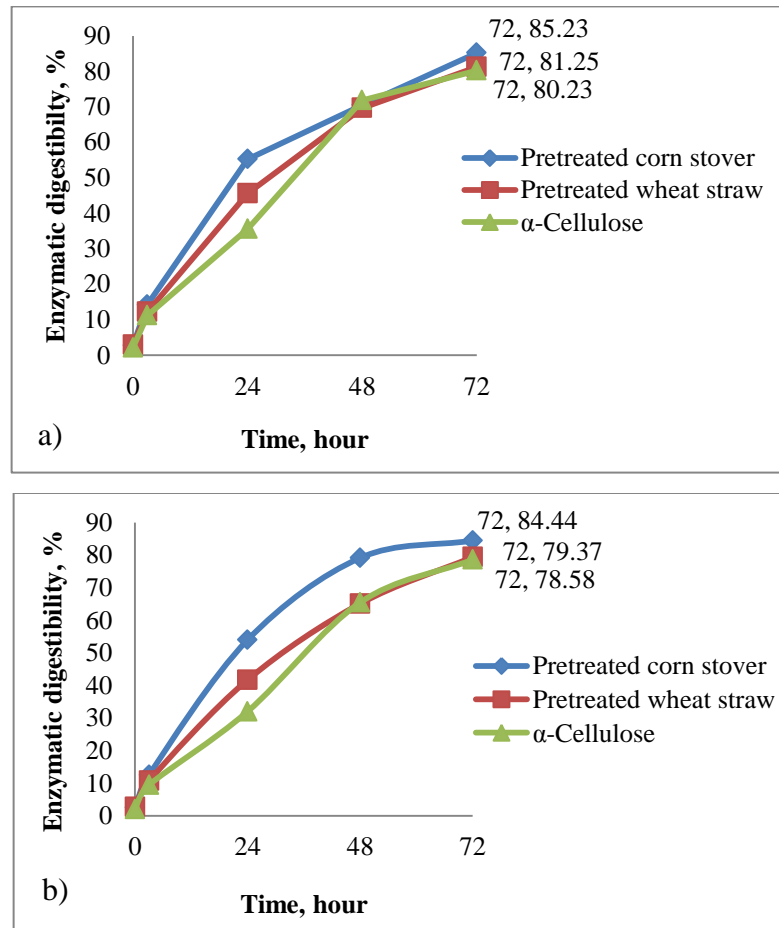 72, 85.23
72, 81.25
72, 80.23
90
80
70
60
50
40
30
20
10
0
Enzymatic digestibilty, %
Pretreated corn stover
Pretreated wheat straw
α-Cellulose
0 24 48 72
Time, hour
a)
72, 84.44
72, 79.37
72, 78.58
90
80
70
60
50
40
30
20
10
0
Enzymatic digestibility, %
Pretreated corn stover
Pretreated wheat straw
α-Cellulose
0 24 48 72
Time, hour
b)